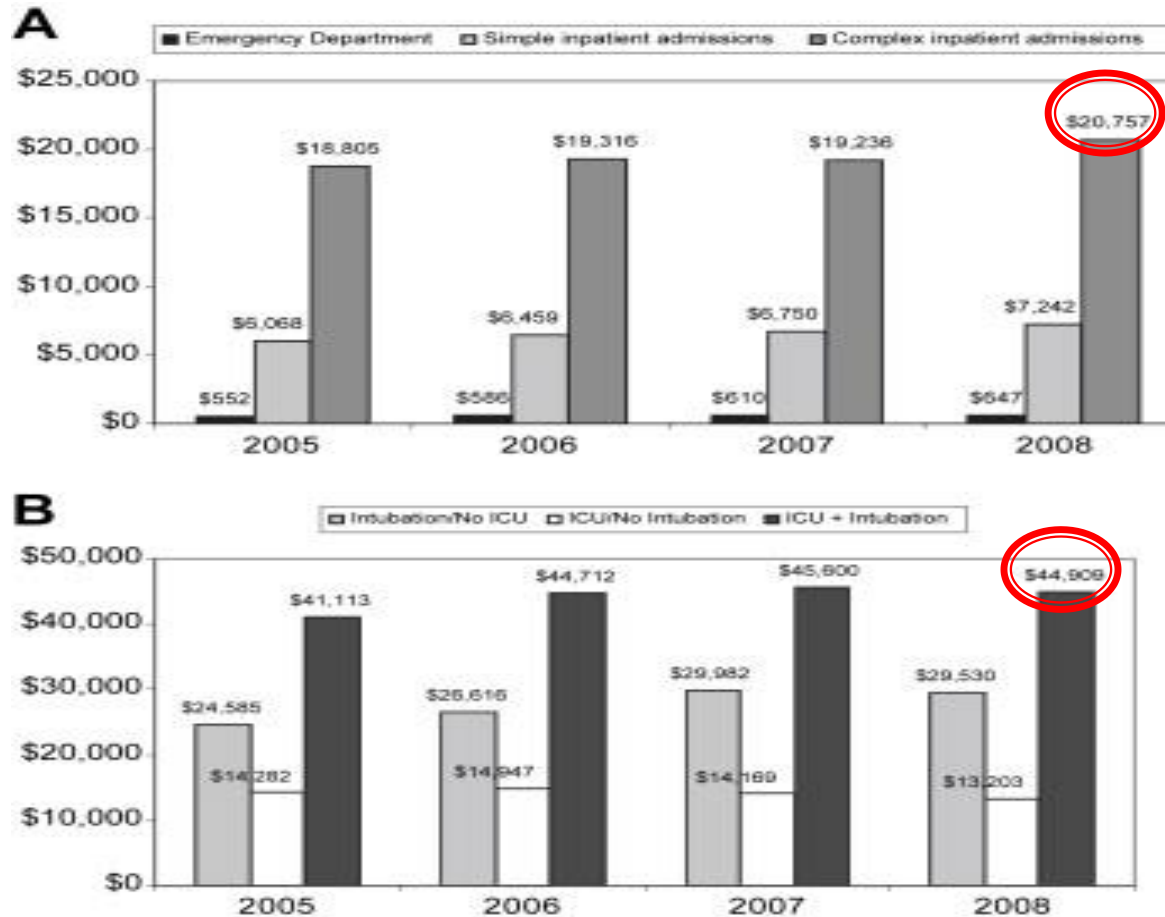 A
Emergency Department Simple inpatient admissions Complex inpatient admissions
$25,000
$20,000
$15,000
$10,000
$5,000
$0
$552 $6,068 $18,805
$586 $6,459 $19,316
$610 $6,750 $19,236
$647 $7,242 $20,757
2005 2006 2007 2008
B
Intubation/No ICU ICU/No Intubation ICU + Intubation
$50,000
$40,000
$30,000
$20,000
$10,000
$0
$24,585 $14,282 $41,113
$26,616 $14,947 $44,712
$29,982 $14,169 $45,600
$29,530 $13,203 $44,909
2005 2006 2007 2008